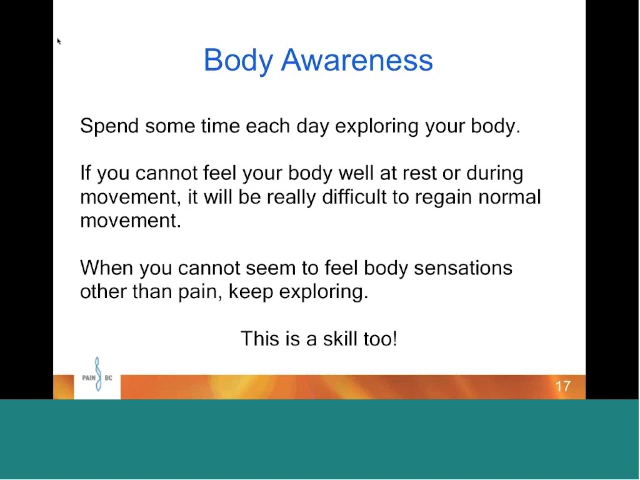 Body Awareness
Spend some time each day exploring your body.
If you cannot feel your body well at rest or during
movement, it will be really difficult to regain normal
movement.
When you cannot seem to feel body sensations
other than pain, keep exploring.
This is a skill too!
PAIN BC
17